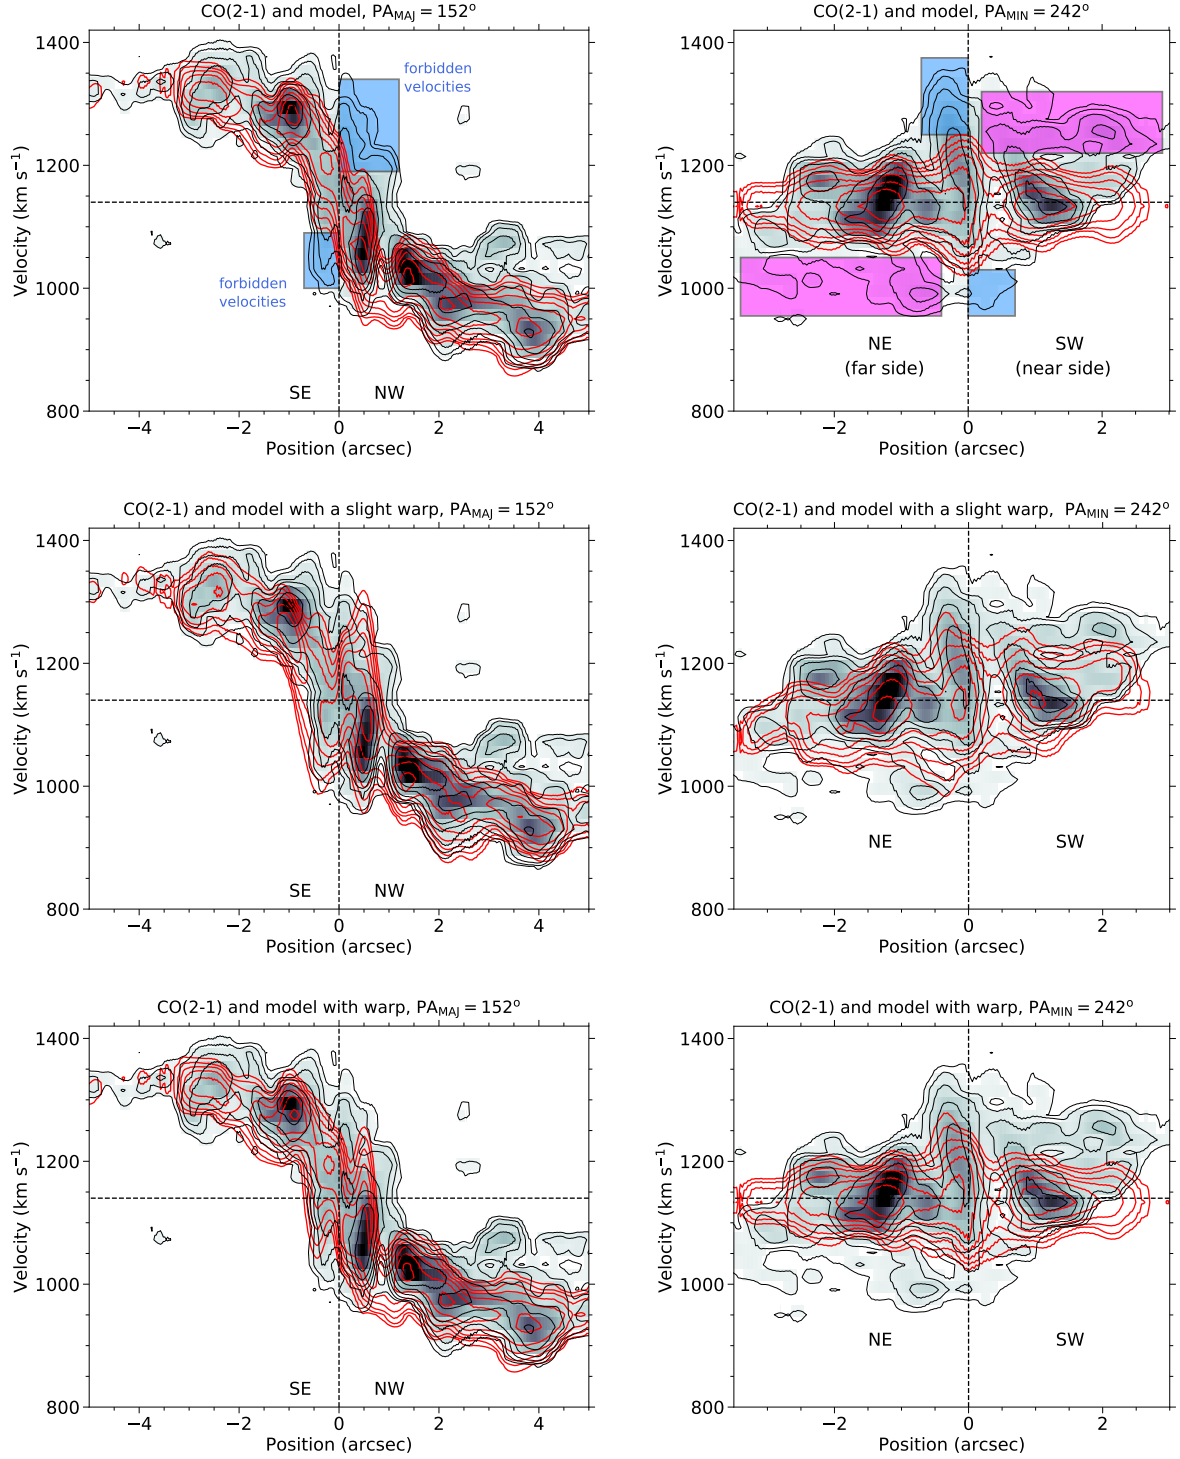 CO(2-1) and model, PA_MAJ = 152°
1400
1200
1000
800
Velocity (km s⁻¹)
forbidden
velocities
forbidden
velocities
SE
NW
−4
−2
0
2
4
Position (arcsec)
CO(2-1) and model, PA_MIN = 242°
1400
1200
1000
800
Velocity (km s⁻¹)
NE
(far side)
SW
(near side)
−2
0
2
Position (arcsec)
CO(2-1) and model with a slight warp, PA_MAJ = 152°
1400
1200
1000
800
Velocity (km s⁻¹)
SE
NW
−4
−2
0
2
4
Position (arcsec)
CO(2-1) and model with a slight warp, PA_MIN = 242°
1400
1200
1000
800
Velocity (km s⁻¹)
NE
SW
−2
0
2
Position (arcsec)
CO(2-1) and model with warp, PA_MAJ = 152°
1400
1200
1000
800
Velocity (km s⁻¹)
SE
NW
−4
−2
0
2
4
Position (arcsec)
CO(2-1) and model with warp, PA_MIN = 242°
1400
1200
1000
800
Velocity (km s⁻¹)
NE
SW
−2
0
2
Position (arcsec)